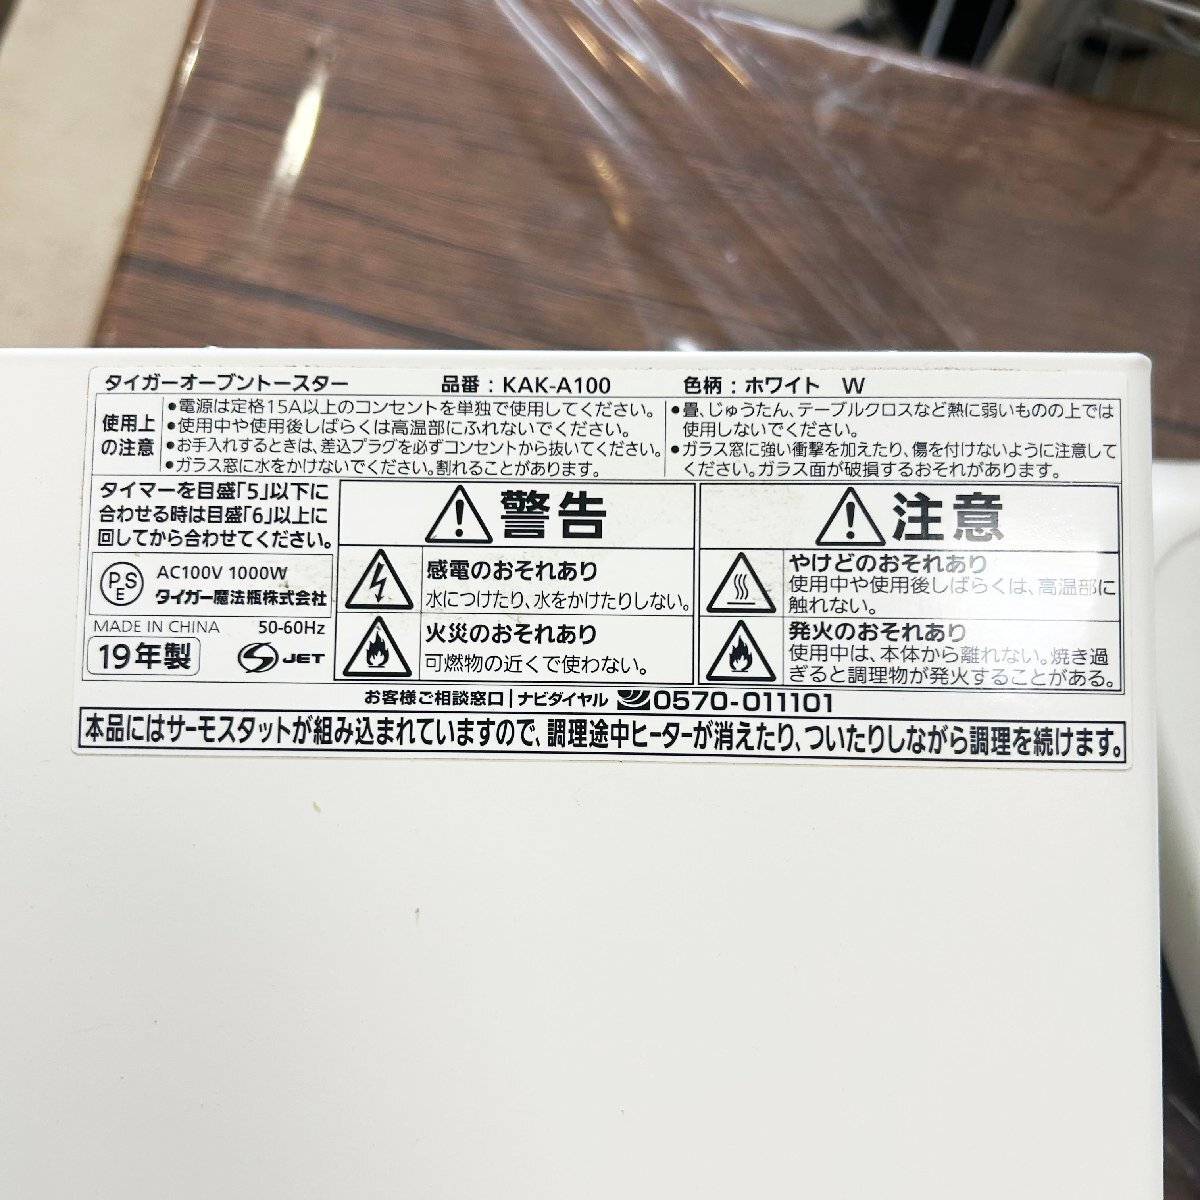 タイガーオーブントースター 品番：KAK-A100 色柄：ホワイト W
使用上
の注意
●電源は定格15A以上のコンセントを単独で使用してください。
●使用中や使用後しばらくは高温部にふれないでください。
●お手入れするときは、差込プラグを必ずコンセントから抜いてください。
●ガラス窓に水をかけないでください。割れることがあります。
●畳、じゅうたん、テーブルクロスなど熱に弱いものの上では
使用しないでください。
●ガラス窓に強い衝撃を加えたり、傷を付けないように注意して
ください。ガラス面が破損するおそれがあります。
タイマーを目盛「5」以下に
合わせる時は目盛「6」以上に
回してから合わせてください。
PSE
AC100V 1000W
タイガー魔法瓶株式会社
MADE IN CHINA 50-60Hz
19年製 JET
警告
感電のおそれあり
水につけたり、水をかけたりしない。
火災のおそれあり
可燃物の近くで使わない。
注意
やけどのおそれあり
使用中や使用後しばらくは、高温部に
触れない。
発火のおそれあり
使用中は、本体から離れない。焼き過
ぎると調理物が発火することがある。
お客様ご相談窓口 ナビダイヤル 0570-011101
本品にはサーモスタットが組み込まれていますので、調理途中ヒーターが消えたり、ついたりしながら調理を続けます。